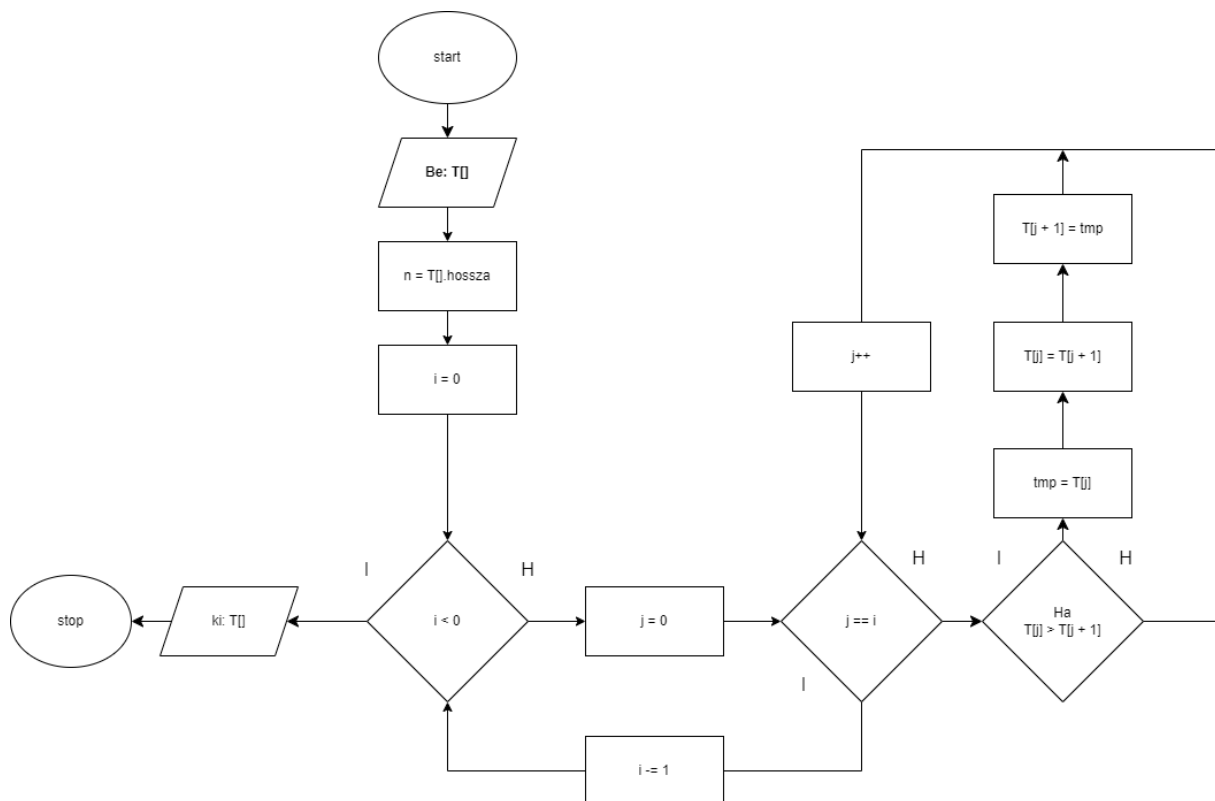 start
Be: T[]
n = T[].hossza
i = 0
i < 0
I
H
ki: T[]
stop
j = 0
j == i
H
I
i -= 1
j++
Ha
T[j] > T[j + 1]
I
H
tmp = T[j]
T[j] = T[j + 1]
T[j + 1] = tmp